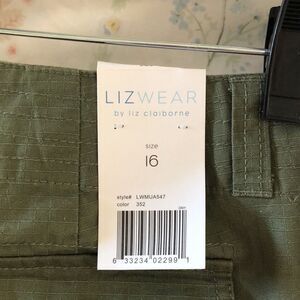 LIZWEAR
by liz claiborne
size
16
style# LWMUA547
color 352
6 33234 02299 1